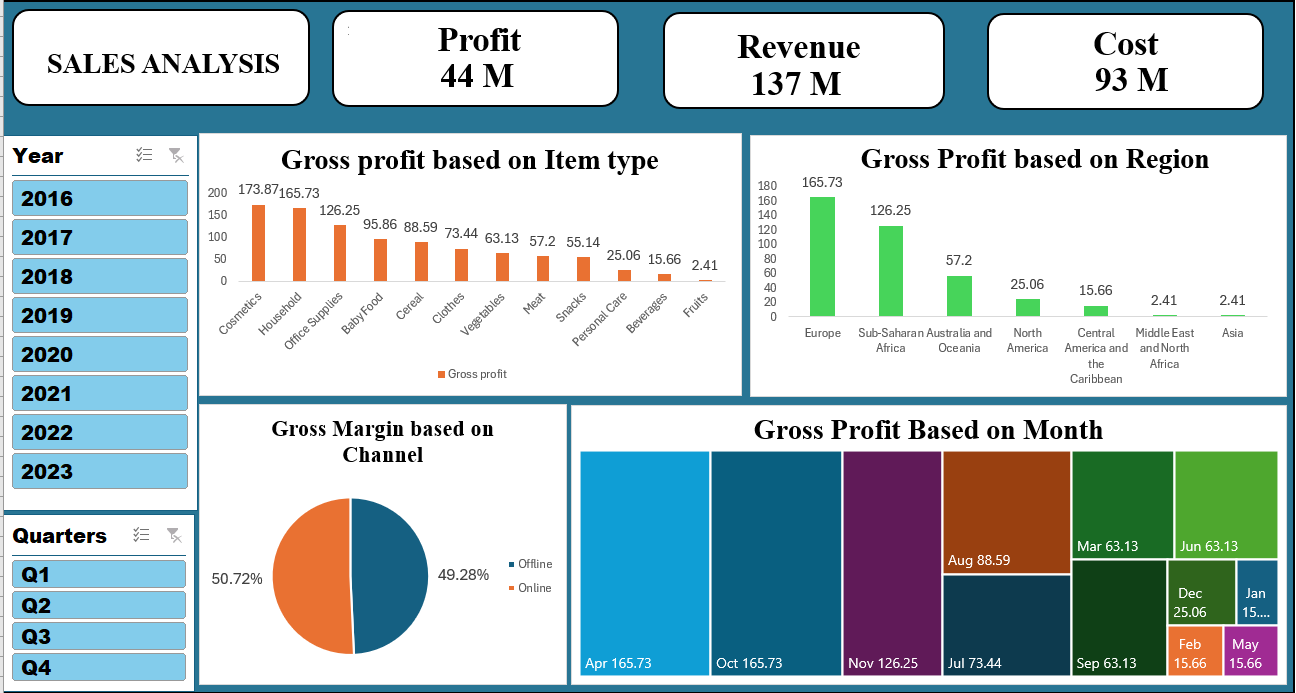 SALES ANALYSIS
Profit
44 M
Revenue
137 M
Cost
93 M
Year
2016
2017
2018
2019
2020
2021
2022
2023
Quarters
Q1
Q2
Q3
Q4
Gross profit based on Item type
200
150
100
50
0
173.87
165.73
126.25
95.86
88.59
73.44
63.13
57.2
55.14
25.06
15.66
2.41
Cosmetics
Household
Office Supplies
Baby Food
Cereal
Clothes
Vegetables
Meat
Snacks
Personal Care
Beverages
Fruits
Gross profit
Gross Profit based on Region
180
160
140
120
100
80
60
40
20
0
165.73
126.25
57.2
25.06
15.66
2.41
2.41
Europe
Sub-Saharan
Africa
Australia and
Oceania
North
America
Central
America and
the
Caribbean
Middle East
and North
Africa
Asia
Gross Margin based on
Channel
50.72%
49.28%
Offline
Online
Gross Profit Based on Month
Apr 165.73
Oct 165.73
Nov 126.25
Aug 88.59
Jul 73.44
Mar 63.13
Jun 63.13
Sep 63.13
Dec
25.06
Jan
15....
Feb
15.66
May
15.66